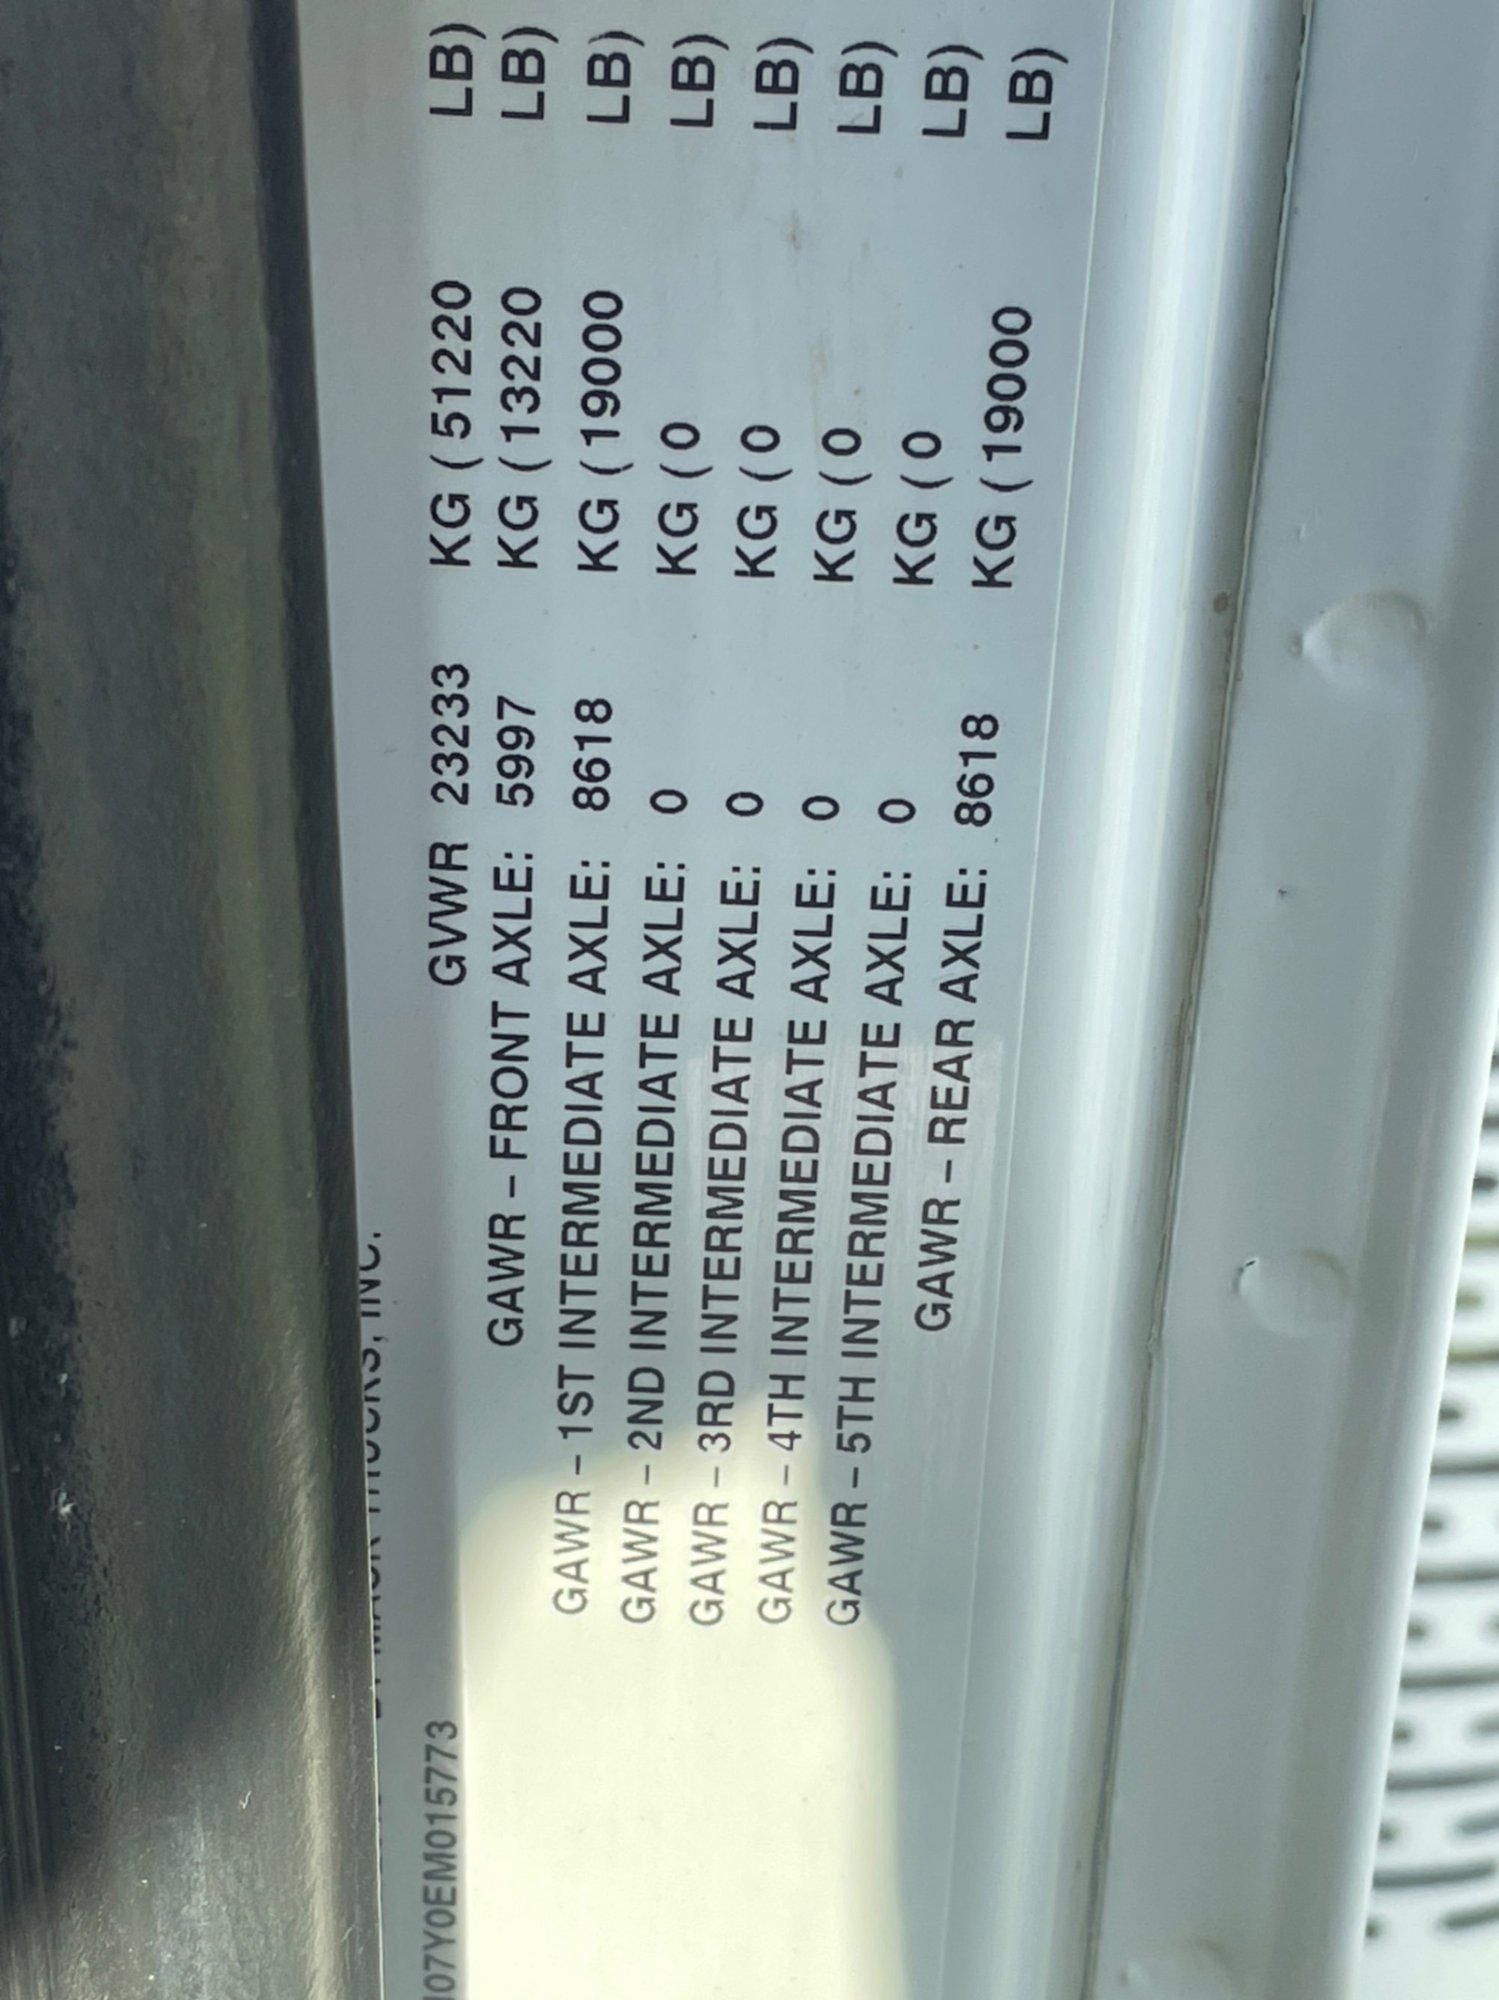 TRUCKS, INC.
07Y0EM015773
GVWR 23233 KG ( 51220 LB)
GAWR – FRONT AXLE: 5997 KG ( 13220 LB)
GAWR – 1ST INTERMEDIATE AXLE: 8618 KG ( 19000 LB)
GAWR – 2ND INTERMEDIATE AXLE: 0 KG ( 0 LB)
GAWR – 3RD INTERMEDIATE AXLE: 0 KG ( 0 LB)
GAWR – 4TH INTERMEDIATE AXLE: 0 KG ( 0 LB)
GAWR – 5TH INTERMEDIATE AXLE: 0 KG ( 0 LB)
GAWR – REAR AXLE: 8618 KG ( 19000 LB)